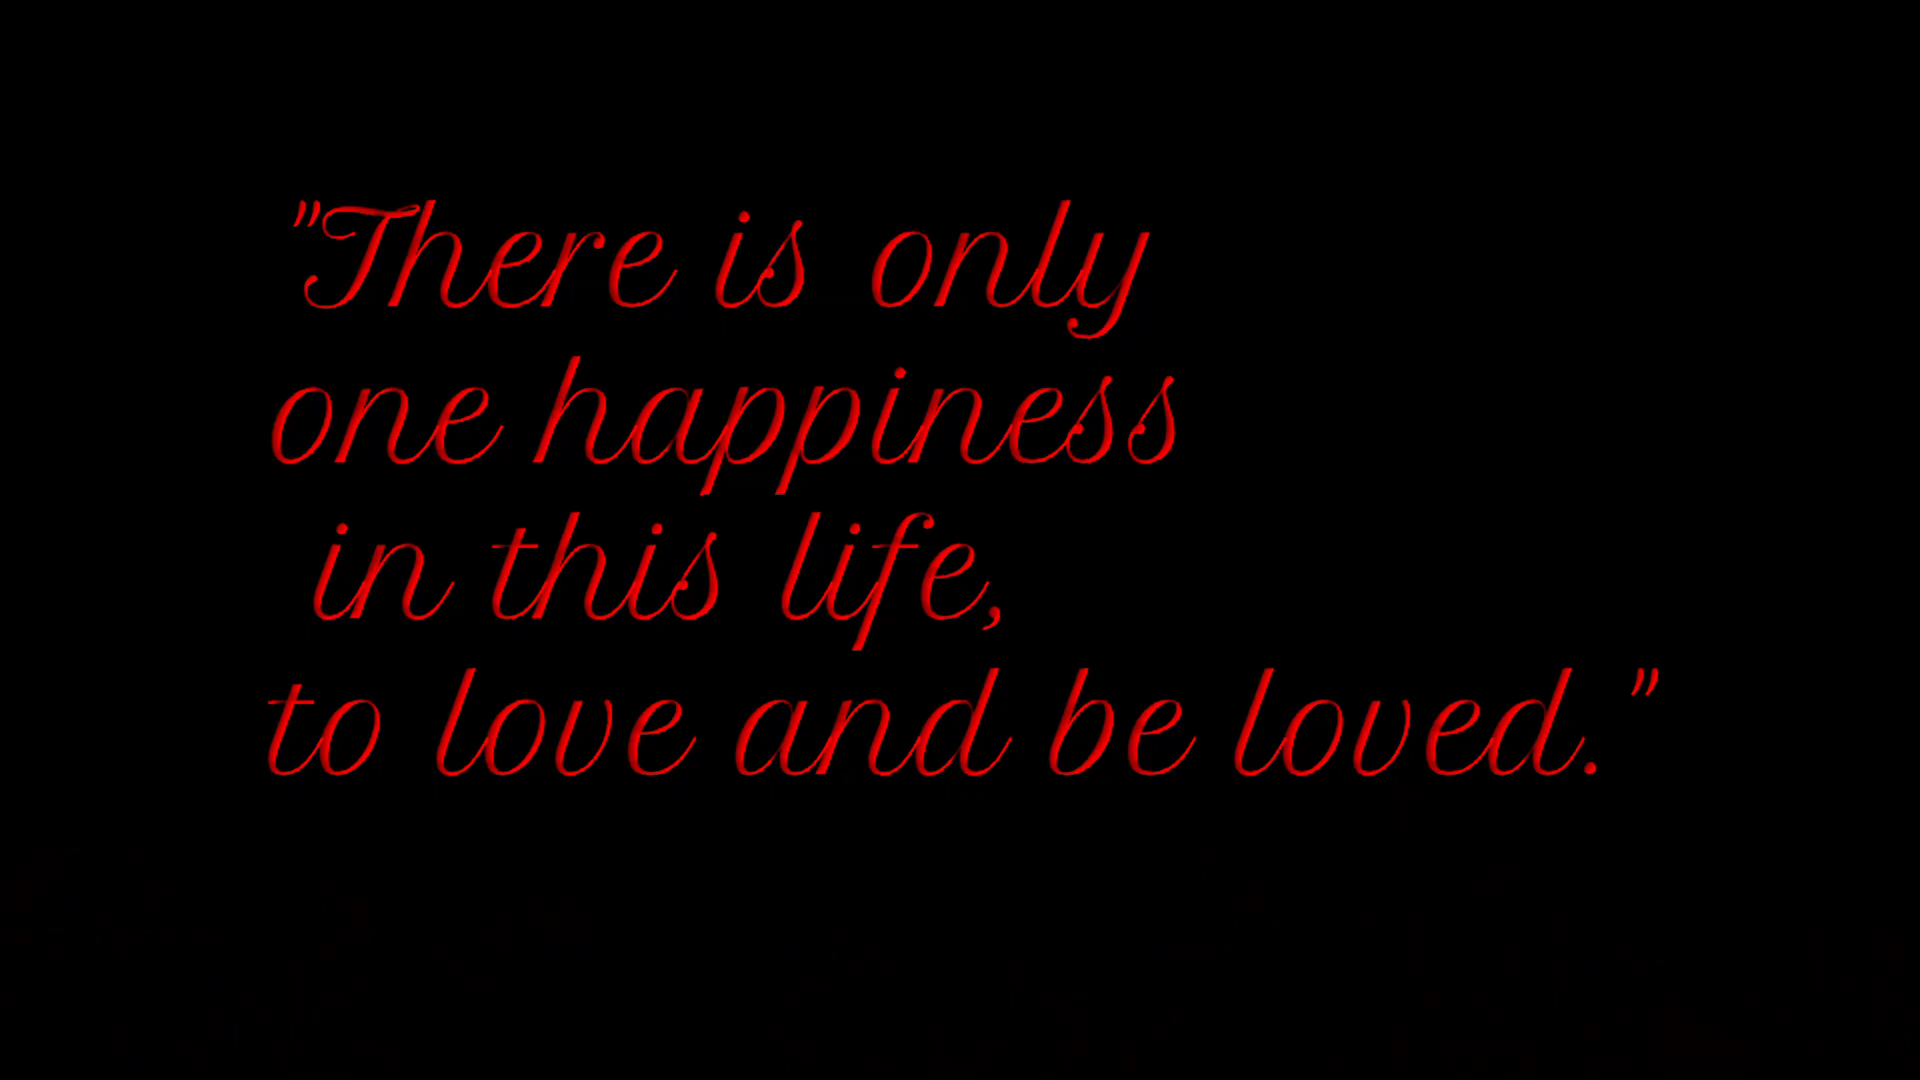 "There is only
one happiness
in this life,
to love and be loved."